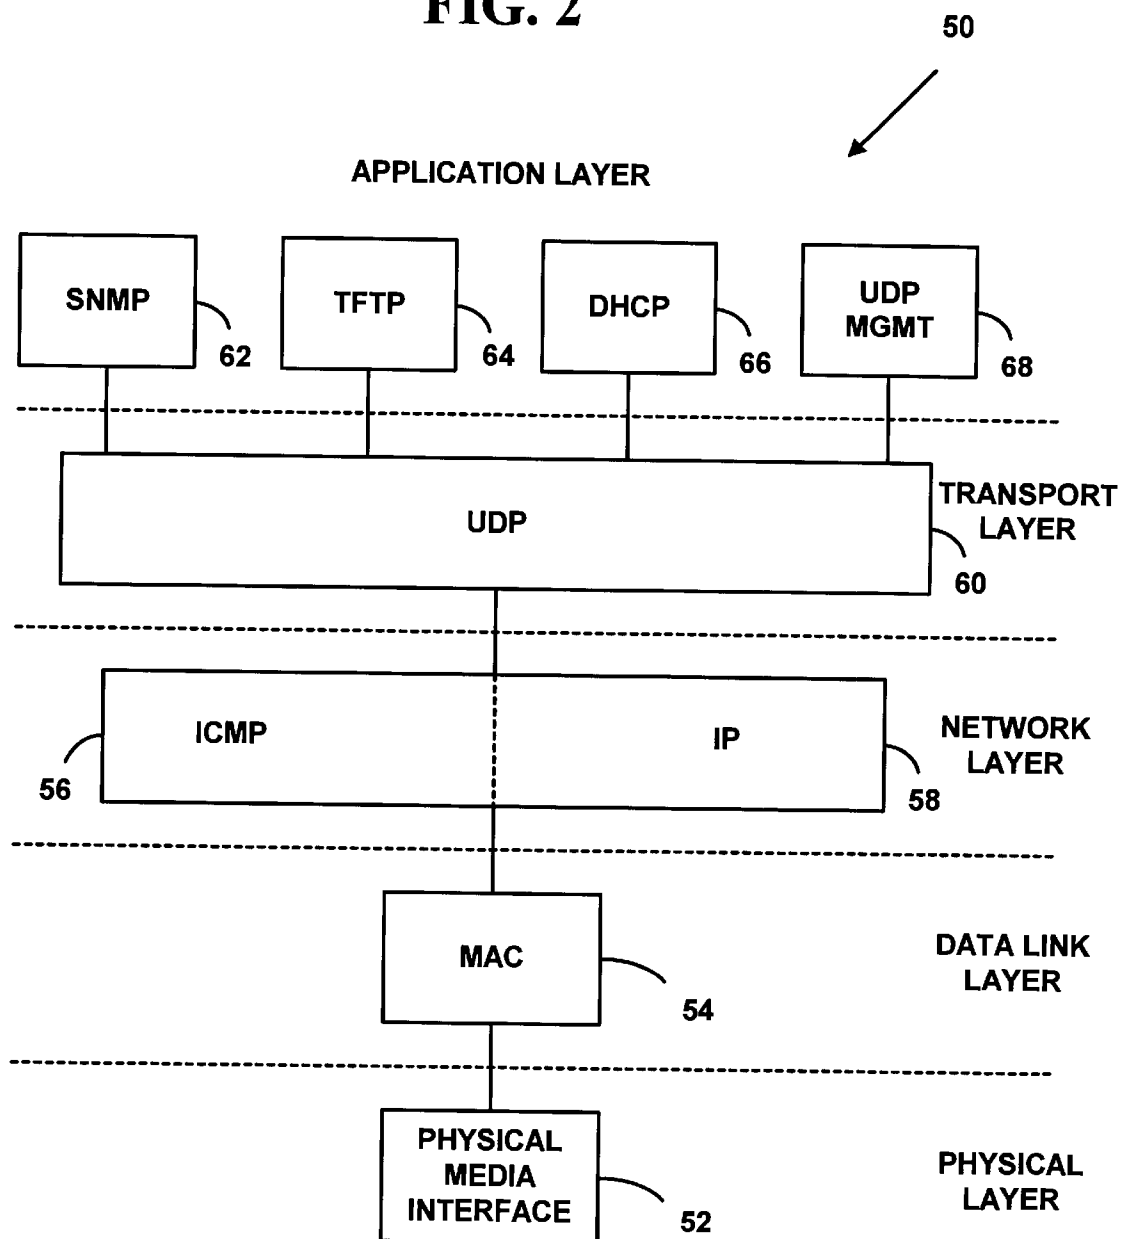 FIG. 2
50
APPLICATION LAYER
SNMP
62
TFTP
64
DHCP
66
UDP
MGMT
68
UDP
TRANSPORT
LAYER
60
ICMP
56
IP
58
NETWORK
LAYER
MAC
54
DATA LINK
LAYER
PHYSICAL
MEDIA
INTERFACE
52
PHYSICAL
LAYER